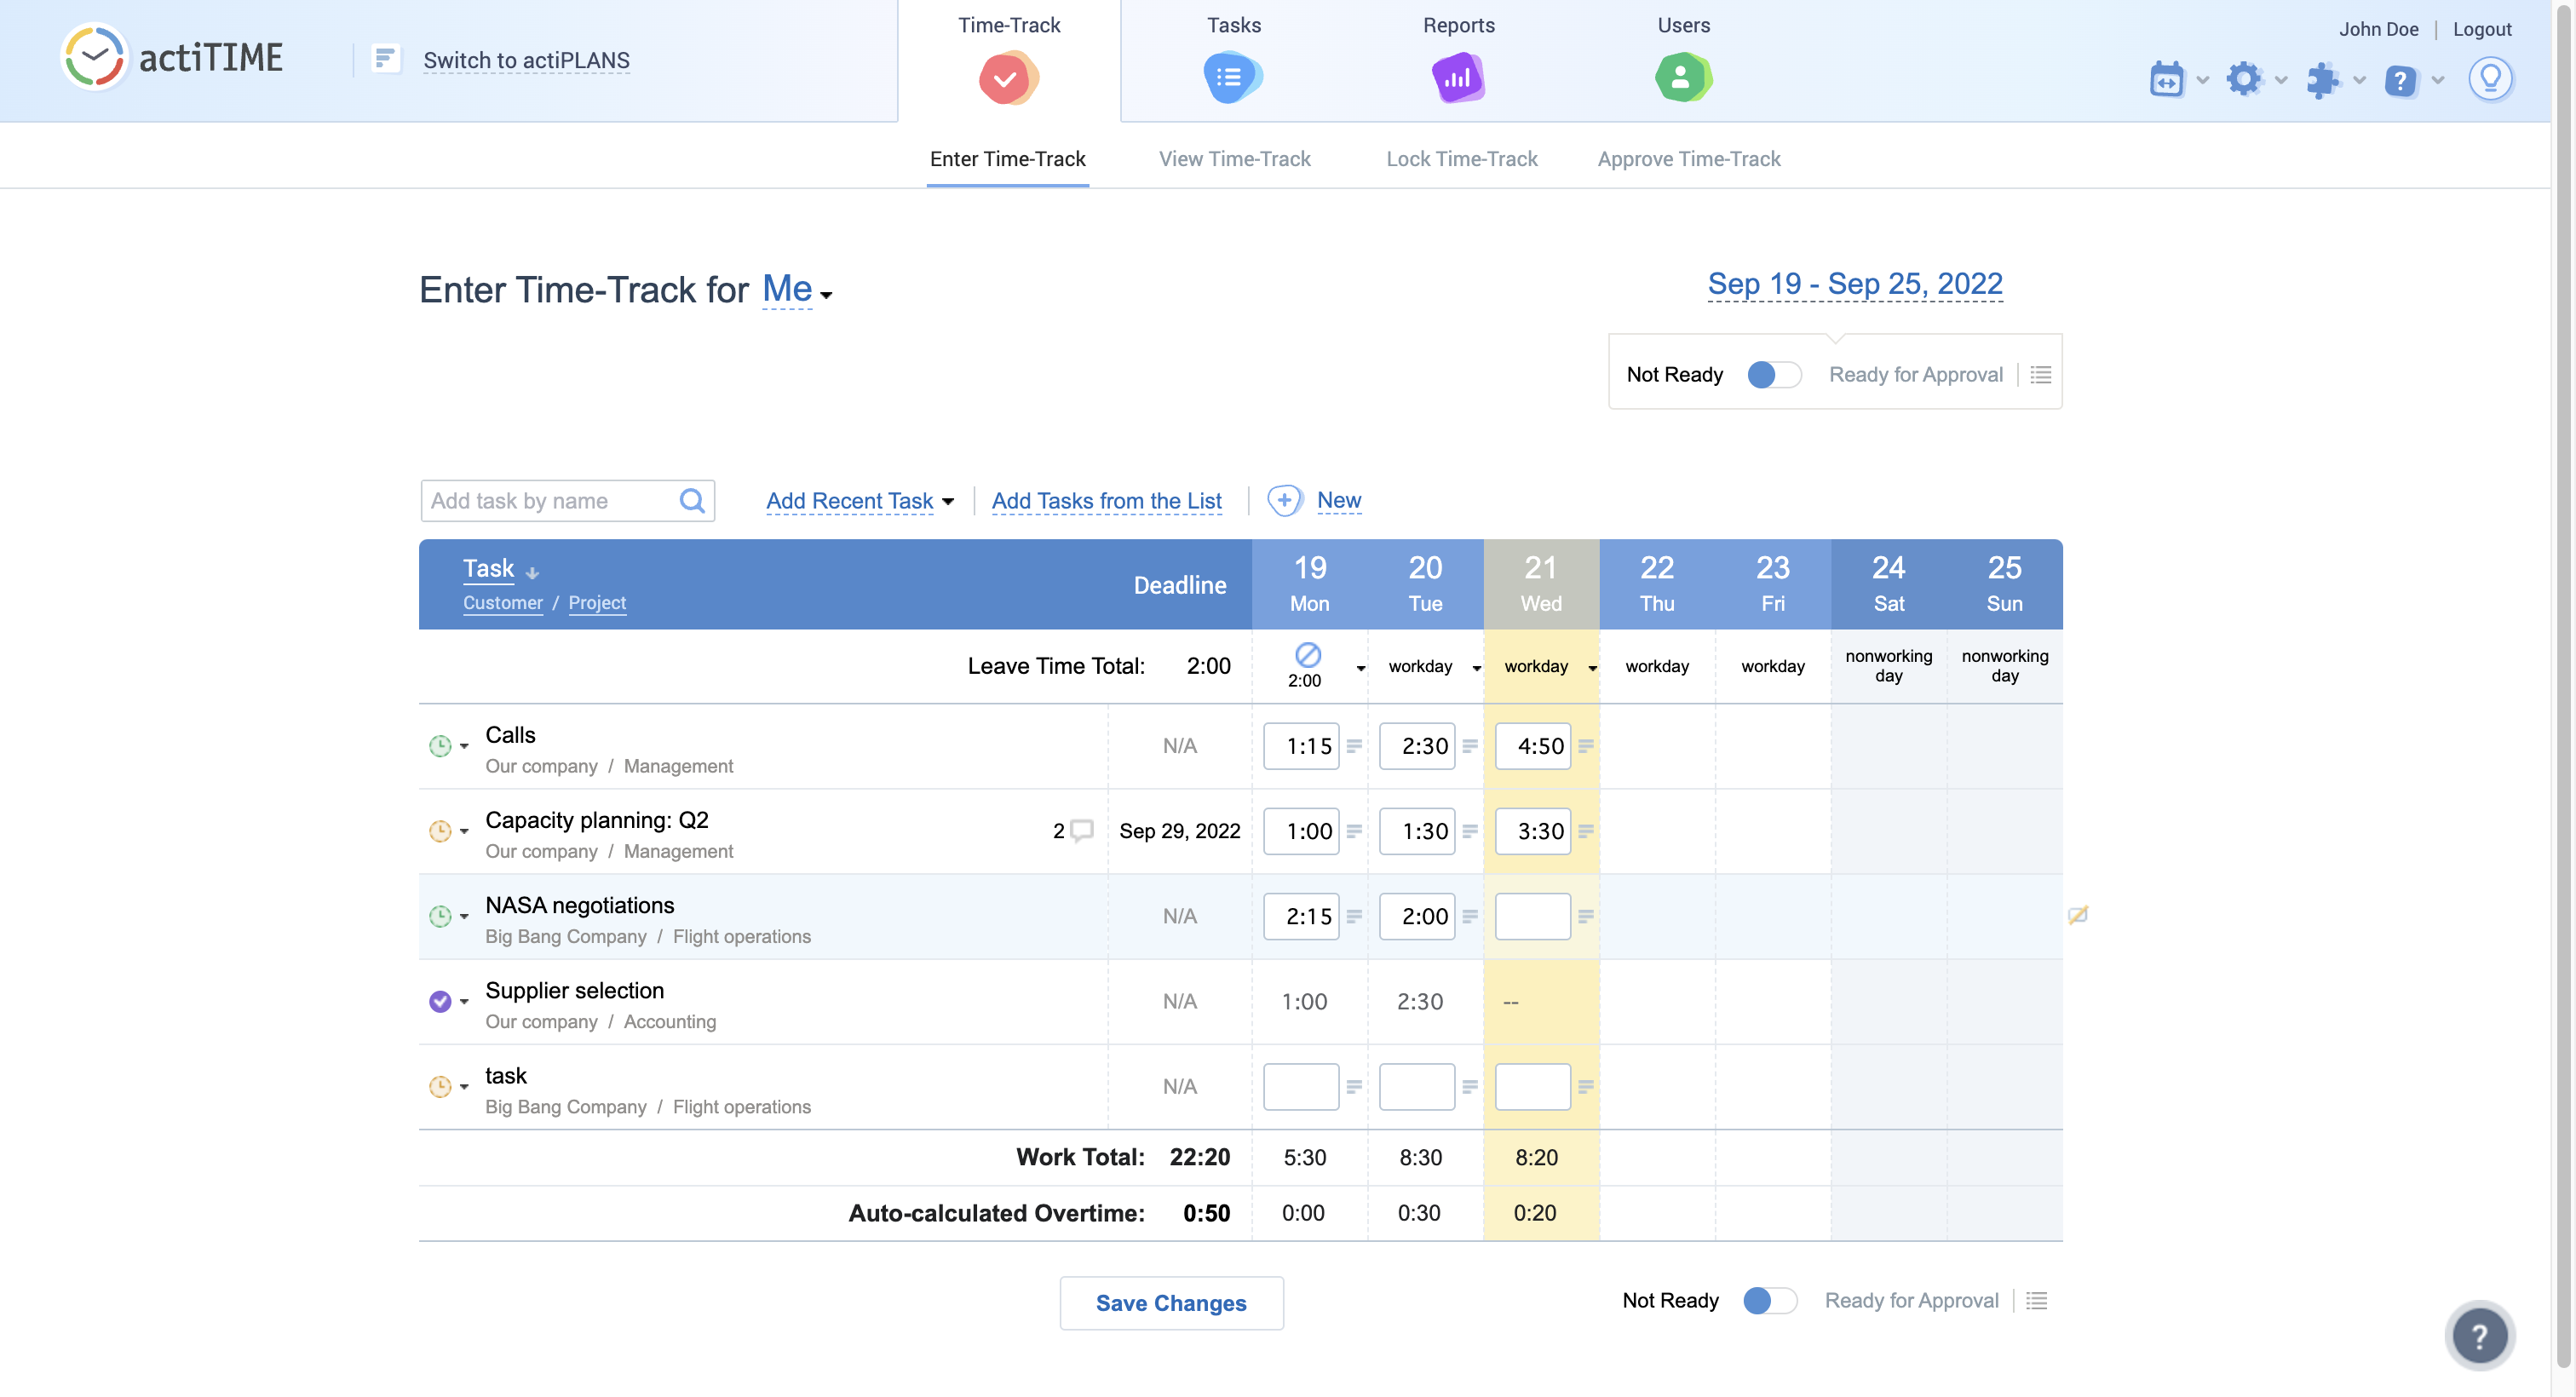 actiTIME
Switch to actiPLANS
Time-Track
Tasks
Reports
Users
John Doe | Logout
?
Enter Time-Track
View Time-Track
Lock Time-Track
Approve Time-Track
Enter Time-Track for Me
Sep 19 - Sep 25, 2022
Not Ready
Ready for Approval
Add task by name
Add Recent Task
Add Tasks from the List
New
Task
Customer / Project
Deadline
19 Mon
20 Tue
21 Wed
22 Thu
23 Fri
24 Sat
25 Sun
Leave Time Total: 2:00
2:00
workday
workday
workday
workday
nonworking
day
nonworking
day
Calls
Our company / Management
N/A 1:15 2:30 4:50
Capacity planning: Q2
Our company / Management
2 Sep 29, 2022 1:00 1:30 3:30
NASA negotiations
Big Bang Company / Flight operations
N/A 2:15 2:00
Supplier selection
Our company / Accounting
N/A 1:00 2:30 --
task
Big Bang Company / Flight operations
N/A
Work Total: 22:20 5:30 8:30 8:20
Auto-calculated Overtime: 0:50 0:00 0:30 0:20
Save Changes
Not Ready
Ready for Approval
?